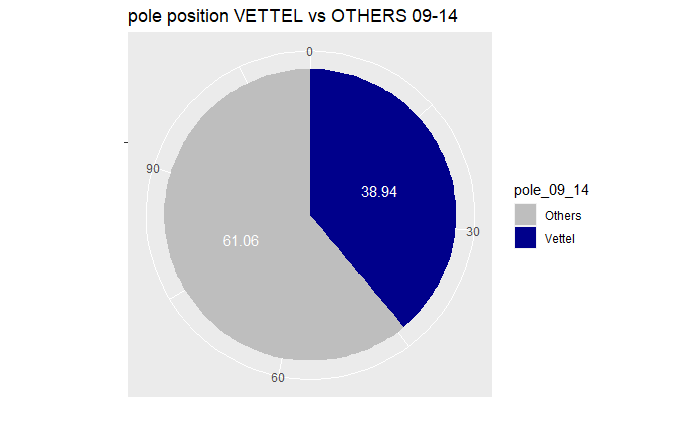 pole position VETTEL vs OTHERS 09-14
0
90
38.94
pole_09_14
Others
30
61.06
Vettel
60